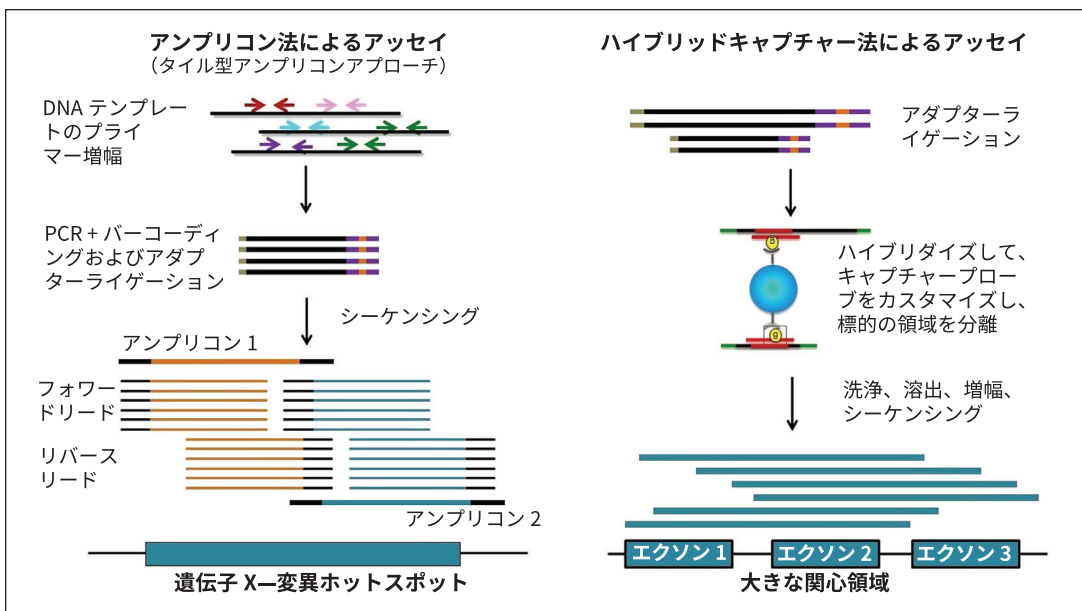 アンプリコン法によるアッセイ
（タイル型アンプリコンアプローチ）
DNA テンプレー
トのプライ
マー増幅
PCR + バーコーディ
ングおよびアダプ
ターライゲーション
シーケンシング
アンプリコン 1
フォワー
ドリード
リバース
リード
アンプリコン 2
遺伝子 X—変異ホットスポット
ハイブリッドキャプチャー法によるアッセイ
アダプターラ
イゲーション
B
ハイブリダイズして、
キャプチャープロー
ブをカスタマイズし、
標的の領域を分離
B
洗浄、溶出、増幅、
シーケンシング
エクソン 1
エクソン 2
エクソン 3
大きな関心領域